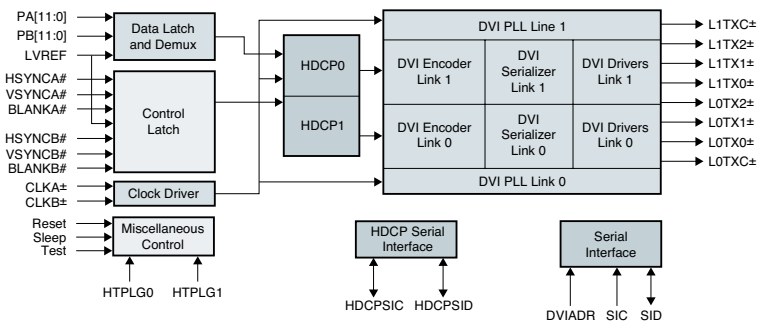 PA[11:0]
PB[11:0]
LVREF
HSYNCA#
VSYNCA#
BLANKA#
HSYNCB#
VSYNCB#
BLANKB#
CLKA±
CLKB±
Reset
Sleep
Test
Data Latch
and Demux
Control
Latch
Clock Driver
Miscellaneous
Control
HTPLG0
HTPLG1
HDCP0
HDCP1
DVI PLL Line 1
DVI Encoder
Link 1
DVI
Serializer
Link 1
DVI Drivers
Link 1
DVI Encoder
Link 0
DVI
Serializer
Link 0
DVI Drivers
Link 0
DVI PLL Link 0
L1TXC±
L1TX2±
L1TX1±
L1TX0±
L0TX2±
L0TX1±
L0TX0±
L0TXC±
HDCP Serial
Interface
HDCPSIC
HDCPSID
Serial
Interface
DVIADR
SIC
SID